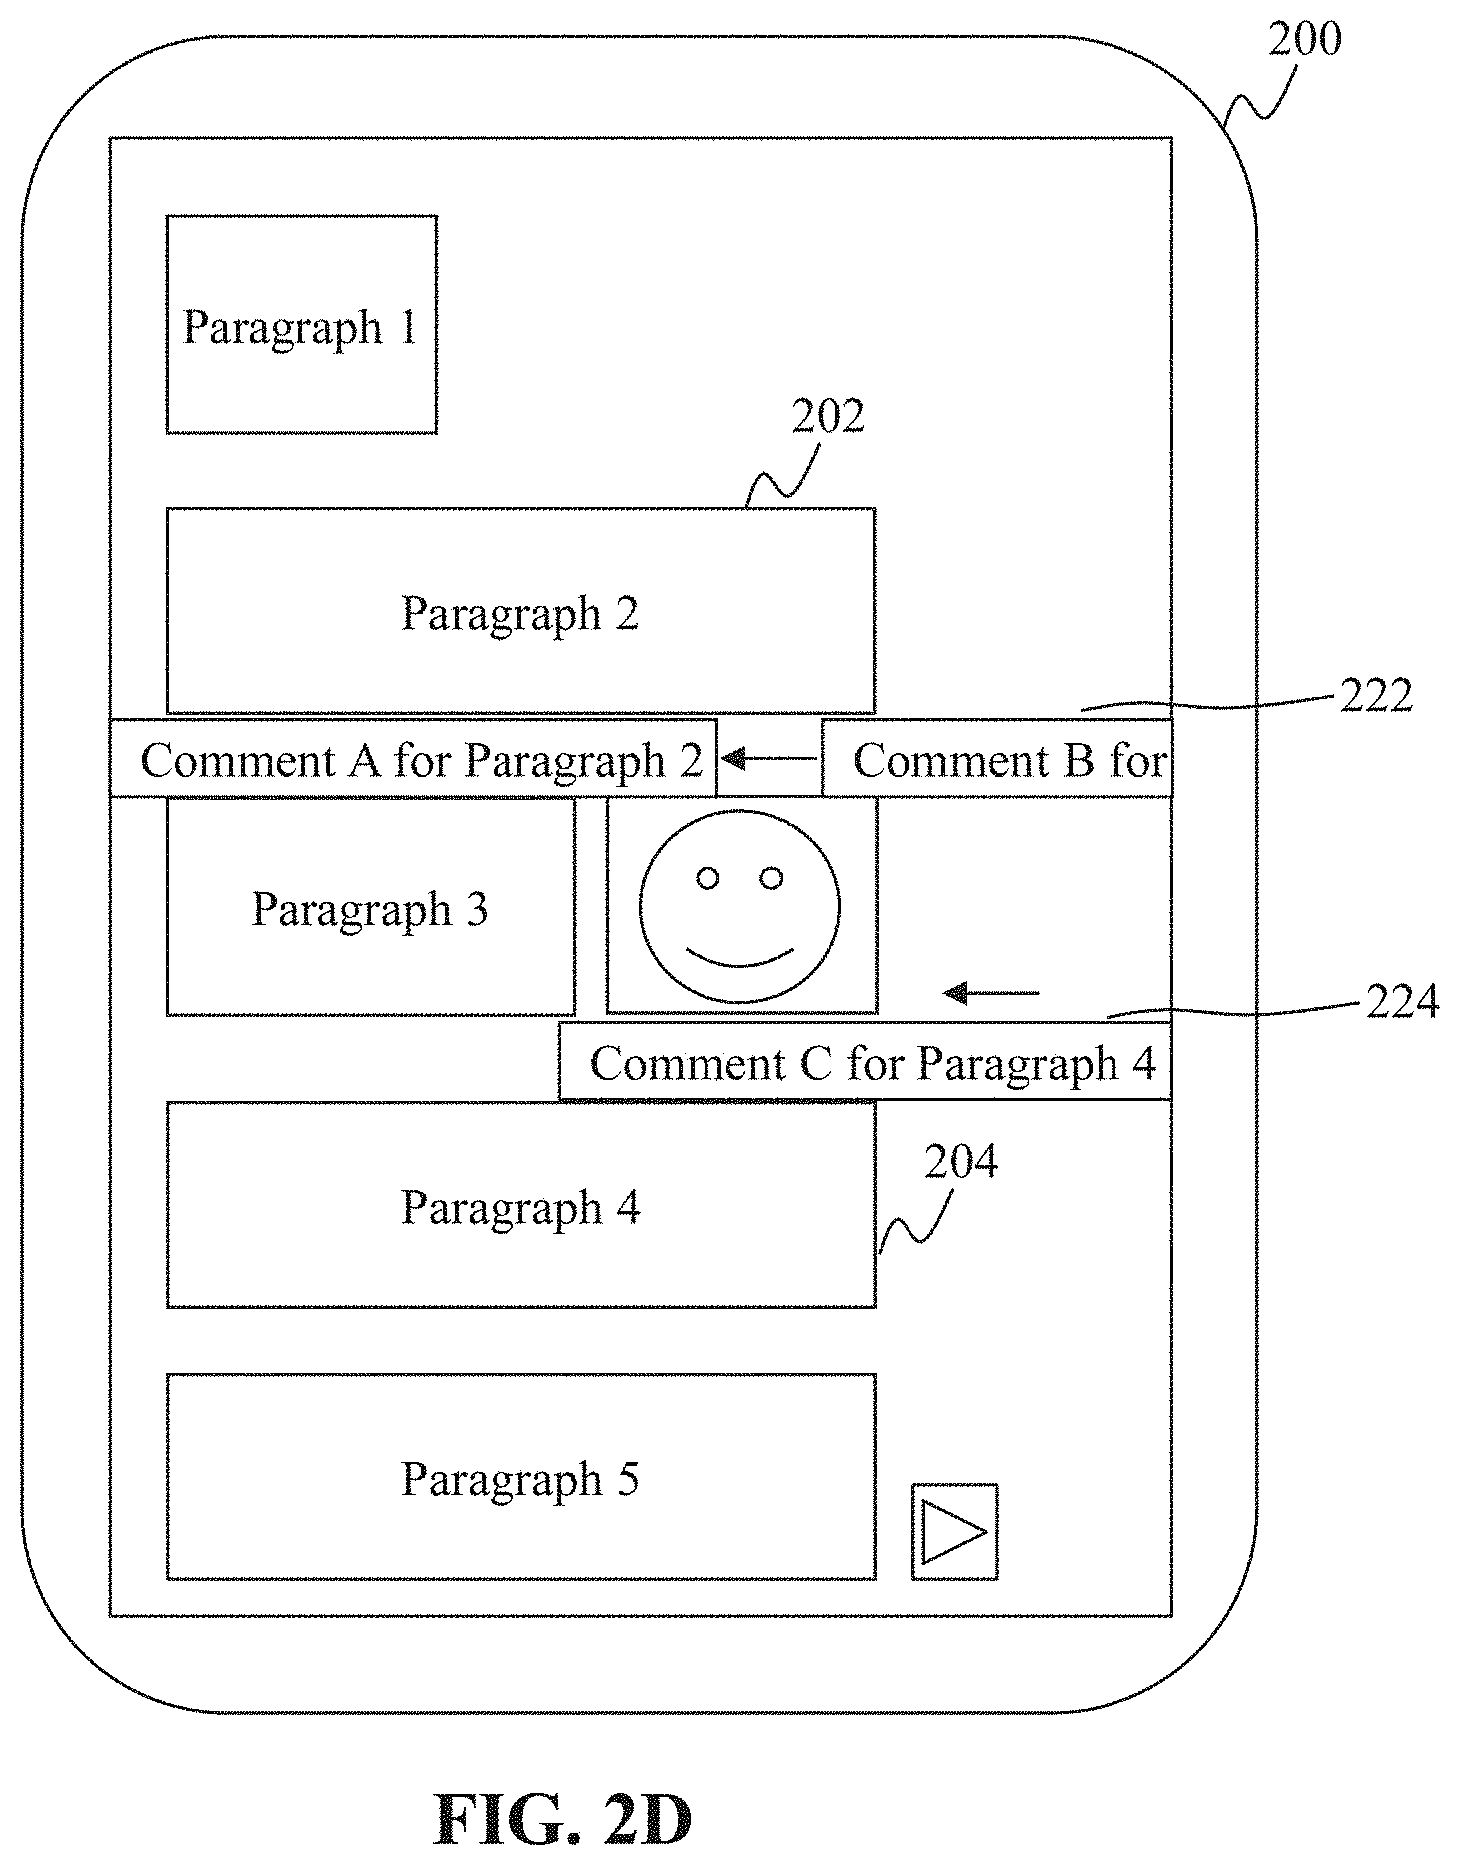 200
Paragraph 1
202
Paragraph 2
222
Comment A for Paragraph 2
Comment B for
Paragraph 3
224
Comment C for Paragraph 4
204
Paragraph 4
Paragraph 5
FIG. 2D